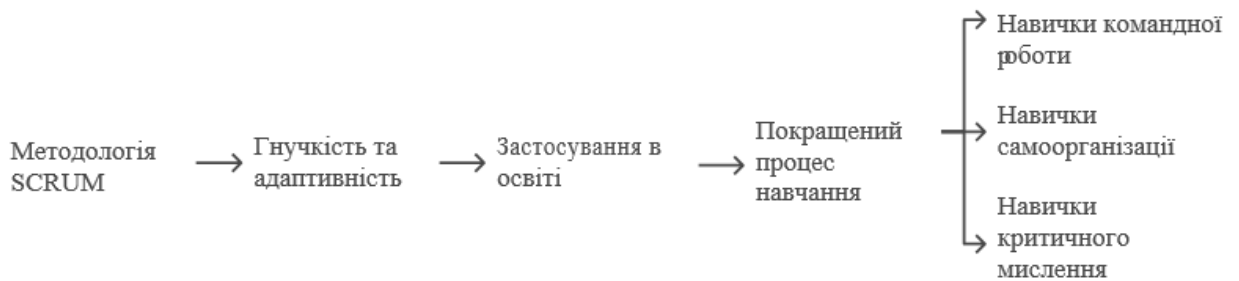 Методологія
SCRUM
Гнучкість та
адаптивність
Застосування в
освіті
Покращений
процес
навчання
Навички командної
роботи
Навички
самоорганізації
Навички
критичного
мислення